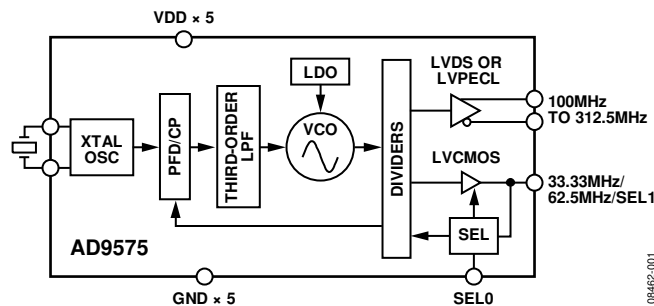 VDD × 5
XTAL
OSC
PFD/CP
THIRD-ORDER
LPF
LDO
VCO
DIVIDERS
LVDS OR
LVPECL
100MHz
TO 312.5MHz
LVCMOS
33.33MHz/
62.5MHz/SEL1
SEL
AD9575
GND × 5
SEL0
08462-001